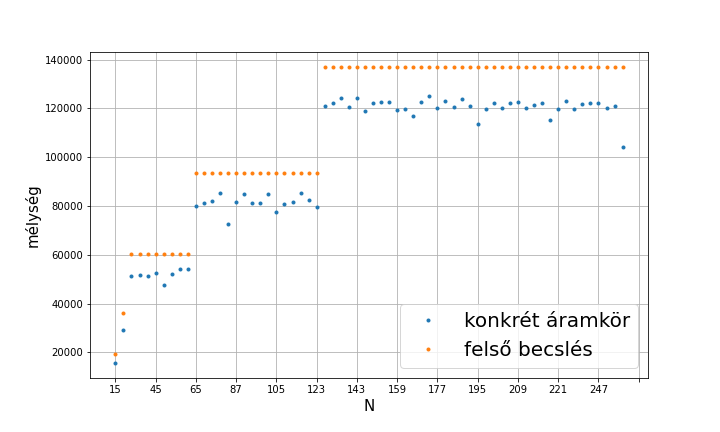 140000
120000
100000
80000
60000
40000
20000
mélység
15 45 65 87 105 123 143 159 177 195 209 221 247
N
konkrét áramkör
felső becslés